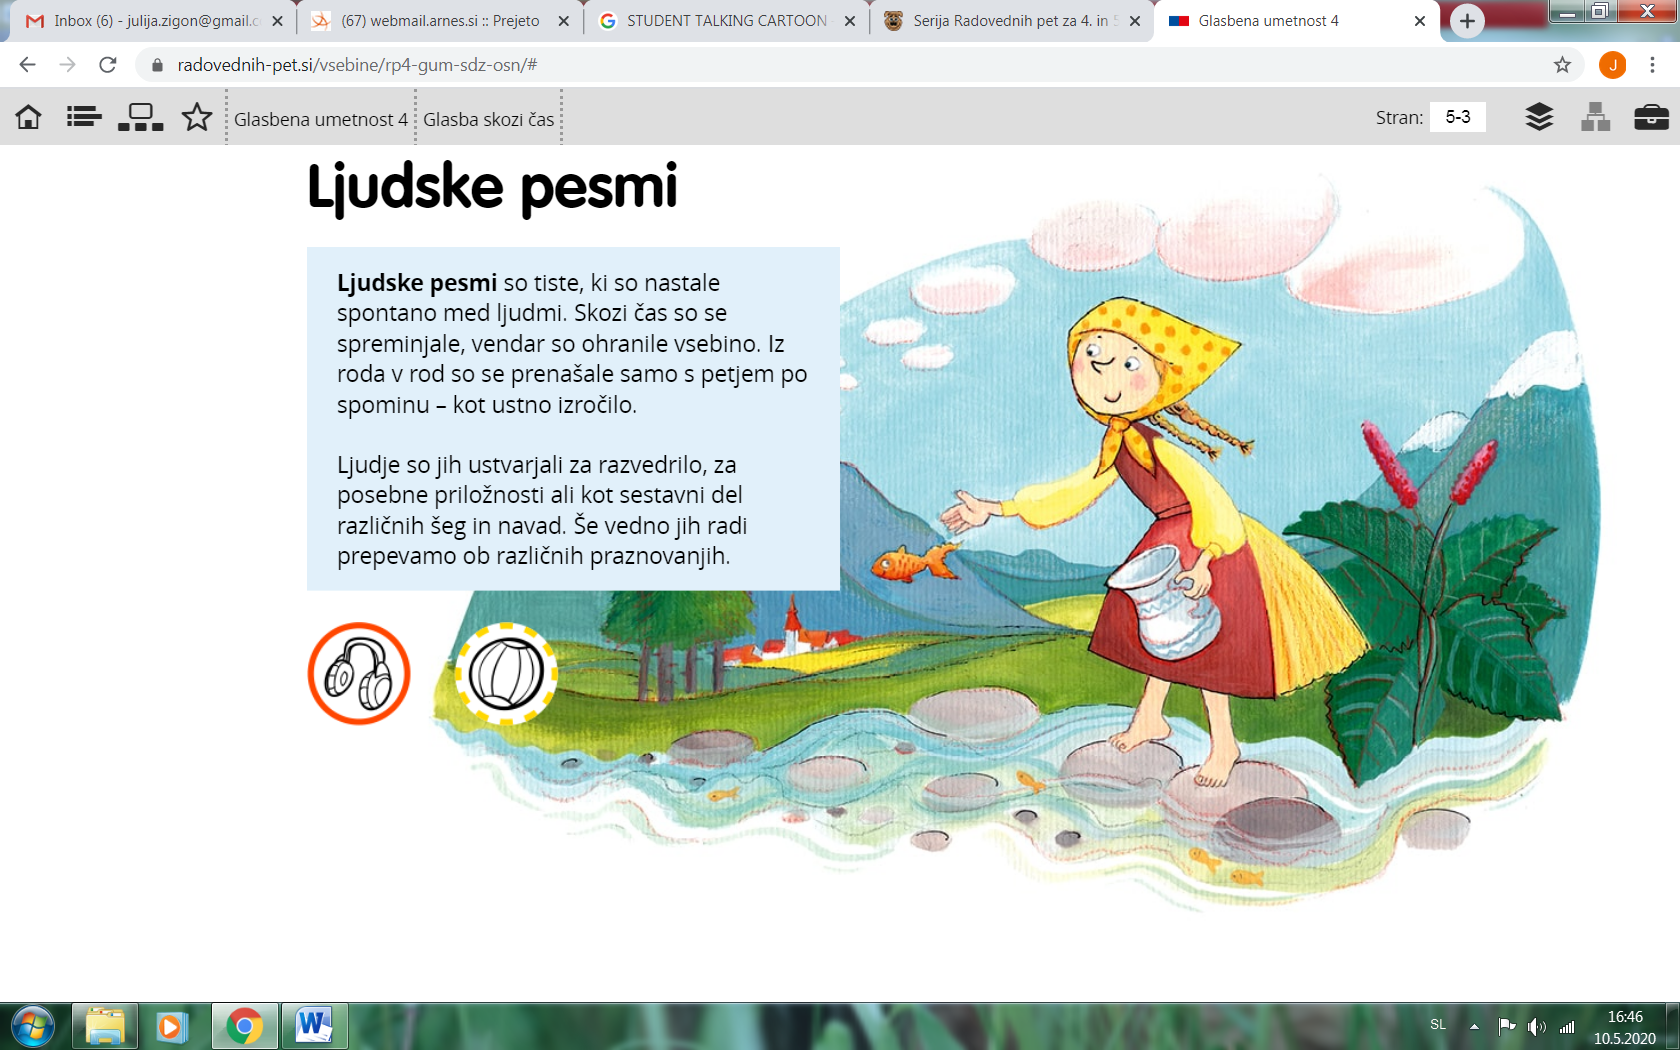 Inbox (6) - julija.zigon@gmail.c
(67) webmail.arnes.si :: Prejeto
STUDENT TALKING CARTOON
Serija Radovednih pet za 4. in 5
Glasbena umetnost 4
radovednih-pet.si/vsebine/rp4-gum-sdz-osn/#
J
Glasbena umetnost 4
Glasba skozi čas
Stran: 5-3
Ljudske pesmi
Ljudske pesmi so tiste, ki so nastale
spontano med ljudmi. Skozi čas so se
spreminjale, vendar so ohranile vsebino. Iz
roda v rod so se prenašale samo s petjem po
spominu – kot ustno izročilo.
Ljudje so jih ustvarjali za razvedrilo, za
posebne priložnosti ali kot sestavni del
različnih šeg in navad. Še vedno jih radi
prepevamo ob različnih praznovanjih.
SL
16:46
10.5.2020